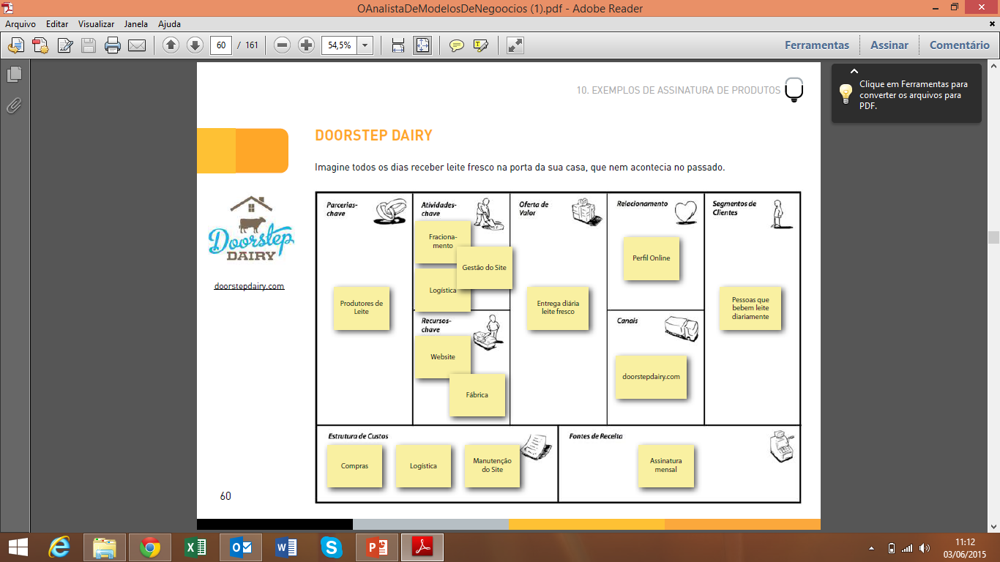 OAnalistaDeModelosDeNegoocios (1).pdf - Adobe Reader
Arquivo Editar Visualizar Janela Ajuda
60 / 161 54,5% Ferramentas Assinar Comentário
Clique em Ferramentas para
converter os arquivos para
PDF.
10. EXEMPLOS DE ASSINATURA DE PRODUTOS
DOORSTEP DAIRY
Imagine todos os dias receber leite fresco na porta da sua casa, que nem acontecia no passado.
Doorstep
DAIRY
doorstepdairy.com
Parcerias-
chave
Produtores de
Leite
Atividades-
chave
Fraciona-
mento
Gestão do Site
Logística
Recursos-
chave
Website
Fábrica
Oferta de
Valor
Entrega diária
leite fresco
Relacionamento
Perfil Online
Canais
doorstepdairy.com
Segmentos de
Clientes
Pessoas que
bebem leite
diariamente
Estrutura de Custos
Compras
Logística
Manutenção
do Site
Fontes de Receita
Assinatura
mensal
60
11:12
03/06/2015